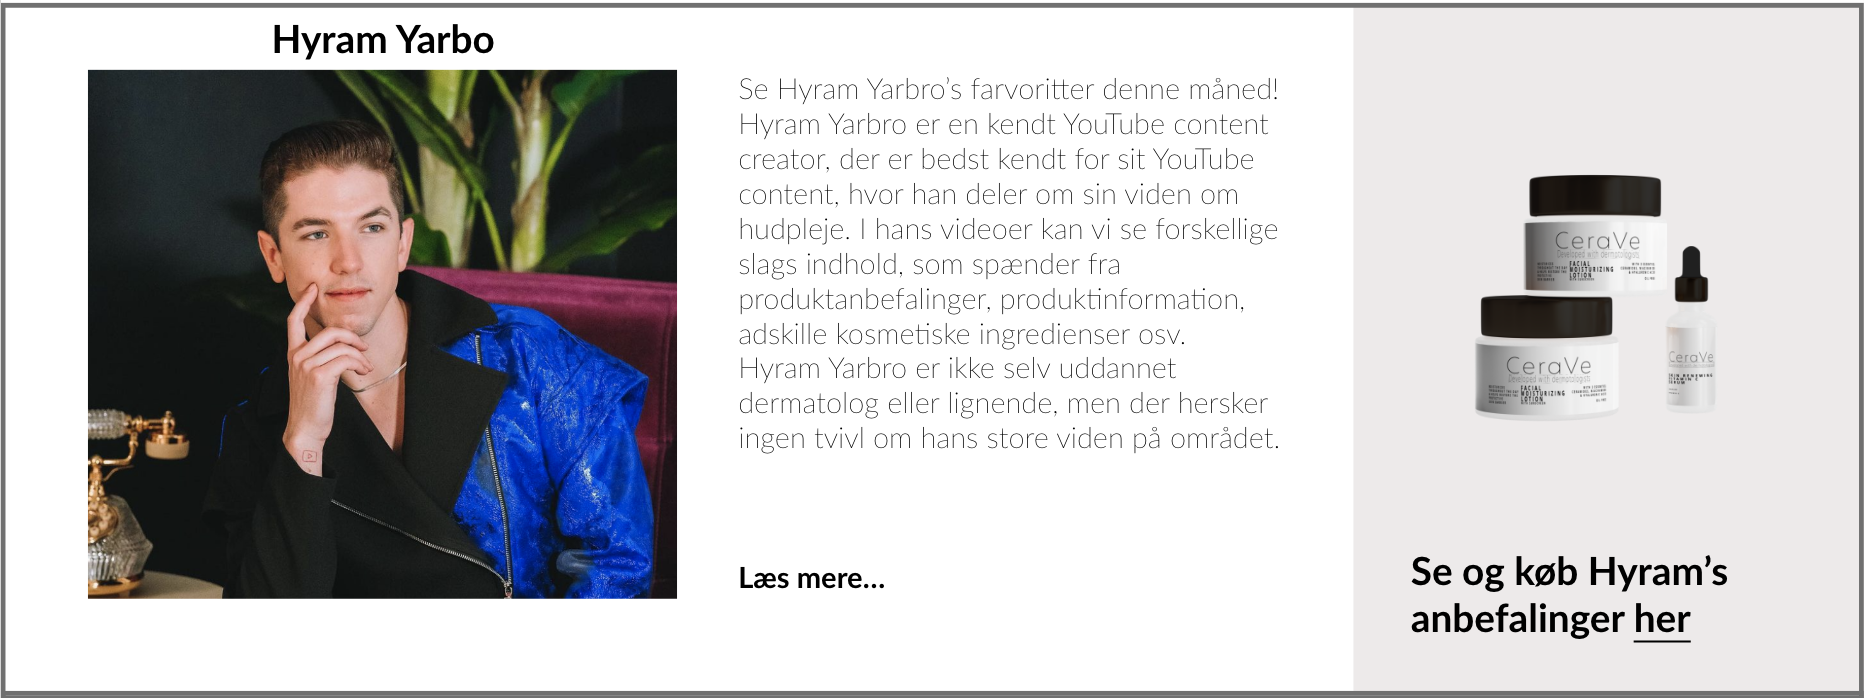 Hyram Yarbo
Se Hyram Yarbro’s farvoritter denne måned!
Hyram Yarbro er en kendt YouTube content
creator, der er bedst kendt for sit YouTube
content, hvor han deler om sin viden om
hudpleje. I hans videoer kan vi se forskellige
slags indhold, som spænder fra
produktanbefalinger, produktinformation,
adskille kosmetiske ingredienser osv.
Hyram Yarbro er ikke selv uddannet
dermatolog eller lignende, men der hersker
ingen tvivl om hans store viden på området.
Læs mere...
CeraVe
Developed with dermatologists
FACIAL
MOISTURIZING
LOTION
CeraVe
Developed with dermatologists
FACIAL
MOISTURIZING
LOTION
CeraVe
SKIN RENEWING
VITAMIN C
SERUM
Se og køb Hyram’s
anbefalinger her